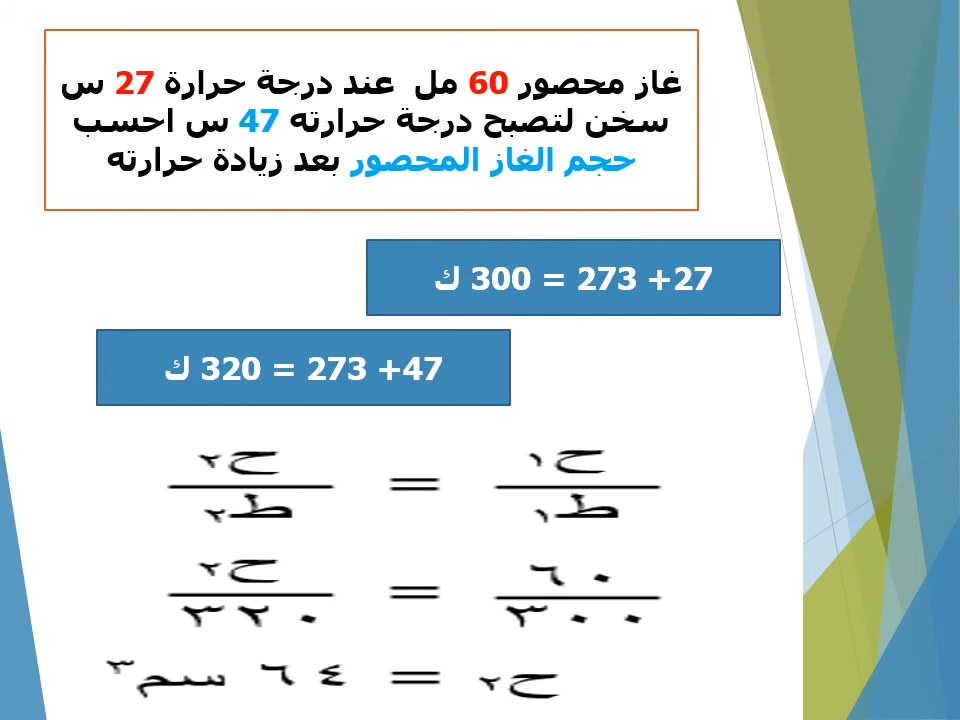 غاز محصور 60 مل عند درجة حرارة 27 س
سخن لتصبح درجة حرارته 47 س احسب
حجم الغاز المحصور بعد زيادة حرارته
27+ 273 = 300 ك
47+ 273 = 320 ك
ح١ = ح٢
ط١ ط٢
٦٠ = ح٢
٣٠٠ ٣٢٠
ح٢ = ٦٤ سم٣